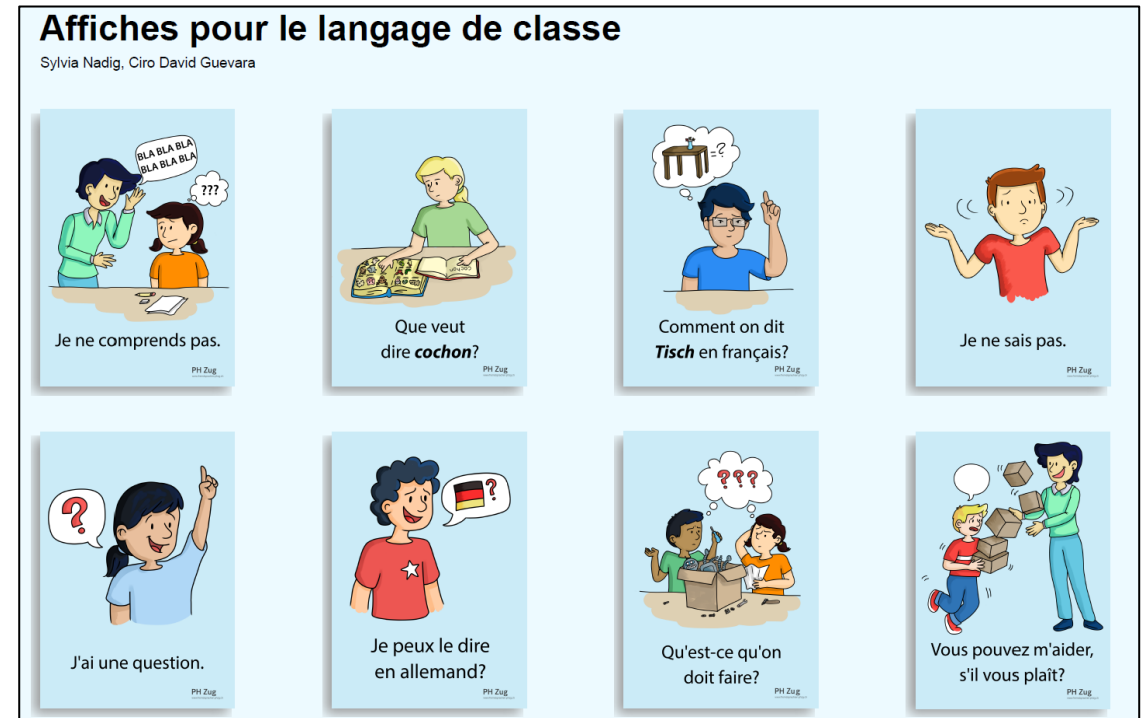 Affiches pour le langage de classe
Sylvia Nadig, Ciro David Guevara
BLA BLA BLA
BLA BLA BLA
???
Je ne comprends pas.
PH Zug
cochon
Que veut
dire cochon?
PH Zug
=?
Comment on dit
Tisch en français?
PH Zug
Je ne sais pas.
PH Zug
?
J'ai une question.
PH Zug
?
Je peux le dire
en allemand?
PH Zug
???
Qu'est-ce qu'on
doit faire?
PH Zug
Vous pouvez m'aider,
s'il vous plaît?
PH Zug